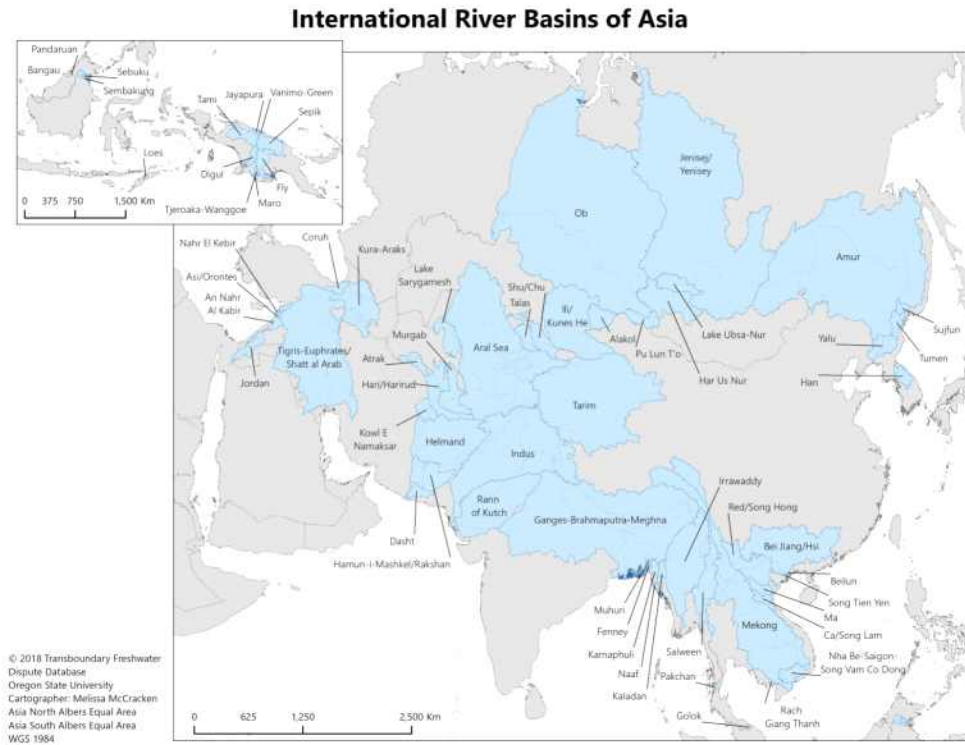 International River Basins of Asia
Pandaruan
Bangau
Sebuku
Sembakung
Jayapura
Vanimo-Green
Tami
Sepik
Loes
Digul
Fly
Maro
Tjeroaka-Wanggoe
0 375 750 1,500 Km
Nahr El Kebir
Coruh
Kura-Araks
Asi/Orontes
An Nahr
Al Kabir
Lake
Sarygamesh
Shu/Chu
Talas
Ili/
Kunes He
Ob
Jenisej/
Yenisey
Amur
Murgab
Aral Sea
Alakol
Pu Lun T'o
Lake Ubsa-Nur
Har Us Nur
Yalu
Sujfun
Tumen
Han
Tigris-Euphrates/
Shatt al Arab
Atrak
Jordan
Hari/Harirud
Tarim
Kowl E
Namaksar
Helmand
Indus
Irrawaddy
Rann
of Kutch
Ganges-Brahmaputra-Meghna
Red/Song Hong
Dasht
Bei Jiang/Hsi
Hamun-i-Mashkel/Rakshan
Beilun
Song Tien Yen
Muhuri
Ma
Fenney
Mekong
Ca/Song Lam
Karnaphuli
Salween
Nha Be-Saigon-
Song Vam Co Dong
Naaf
Pakchan
Kaladan
Rach
Giang Thanh
Golok
© 2018 Transboundary Freshwater
Dispute Database
Oregon State University
Cartographer: Melissa McCracken
Asia North Albers Equal Area
Asia South Albers Equal Area
WGS 1984
0 625 1,250 2,500 Km